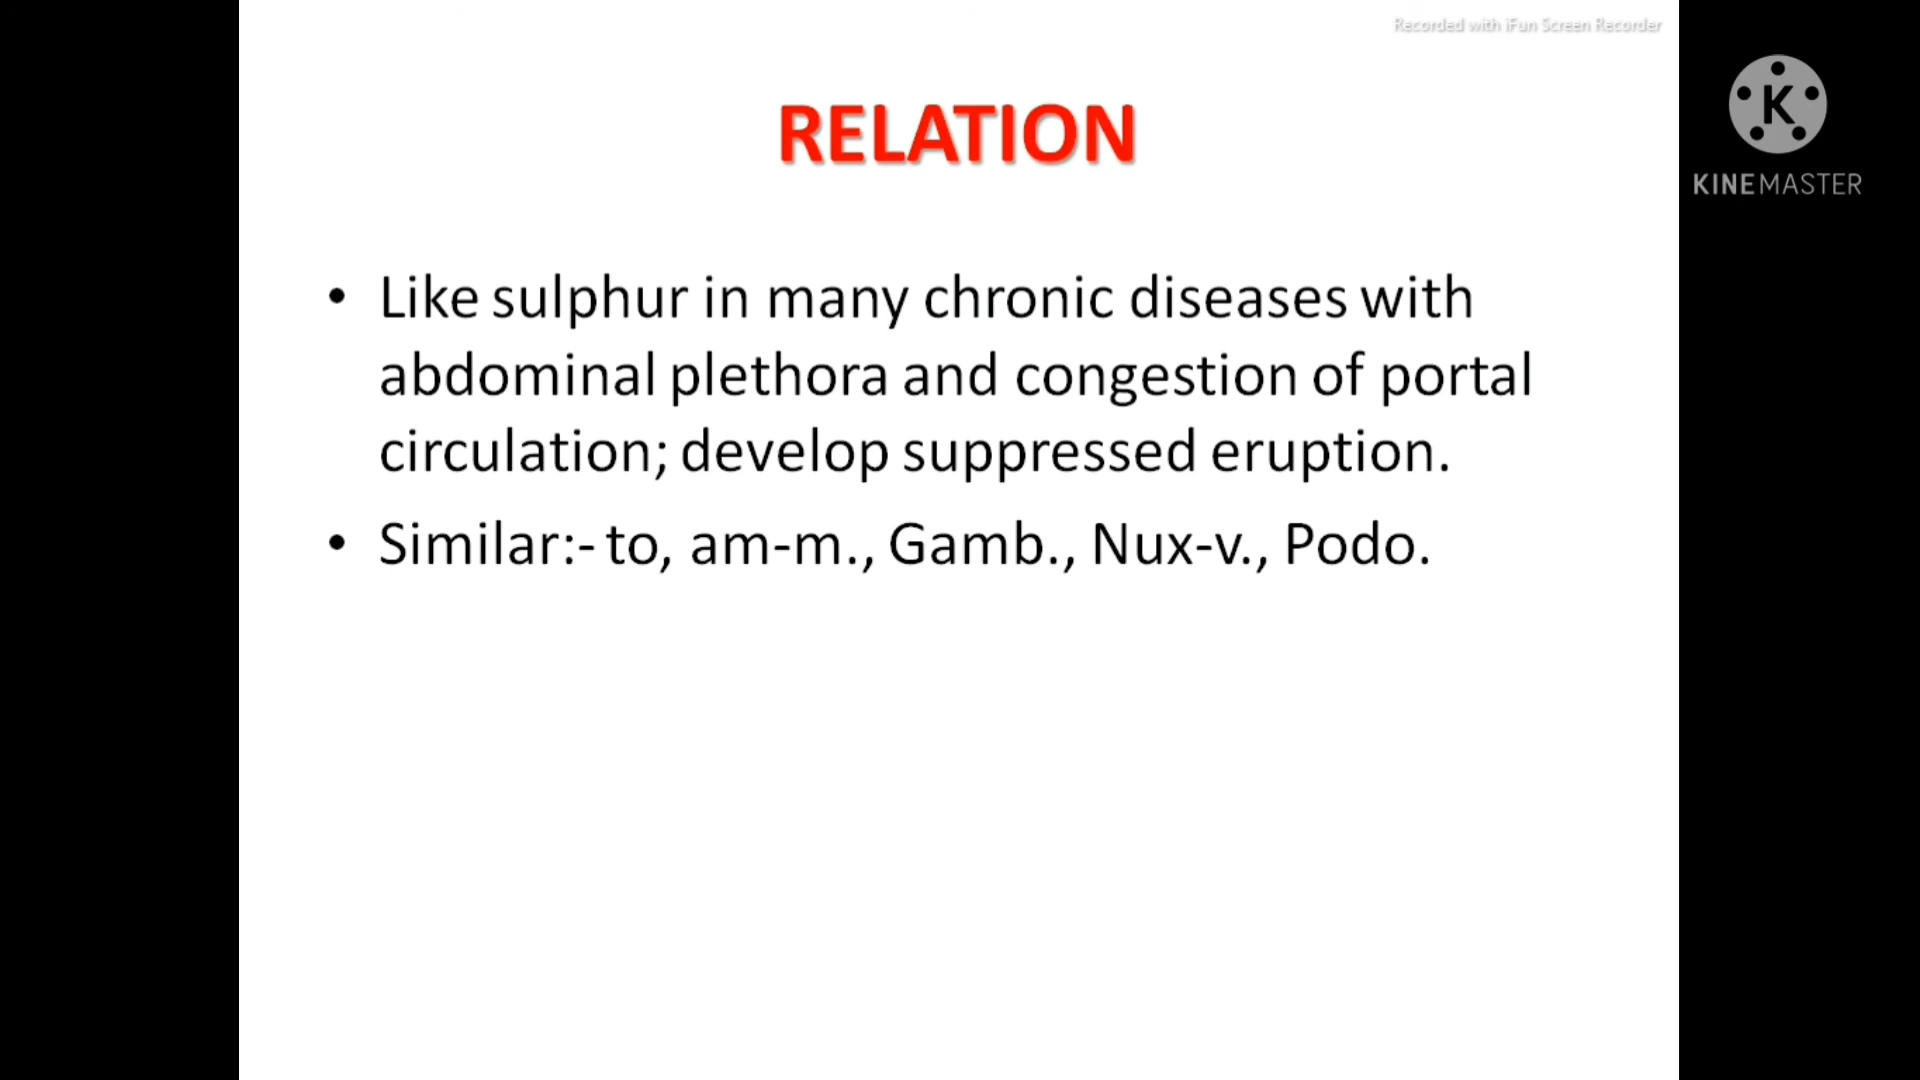 Recorded with iFun Screen Recorder
K
KINEMASTER
RELATION
• Like sulphur in many chronic diseases with
abdominal plethora and congestion of portal
circulation; develop suppressed eruption.
• Similar:- to, am-m., Gamb., Nux-v., Podo.